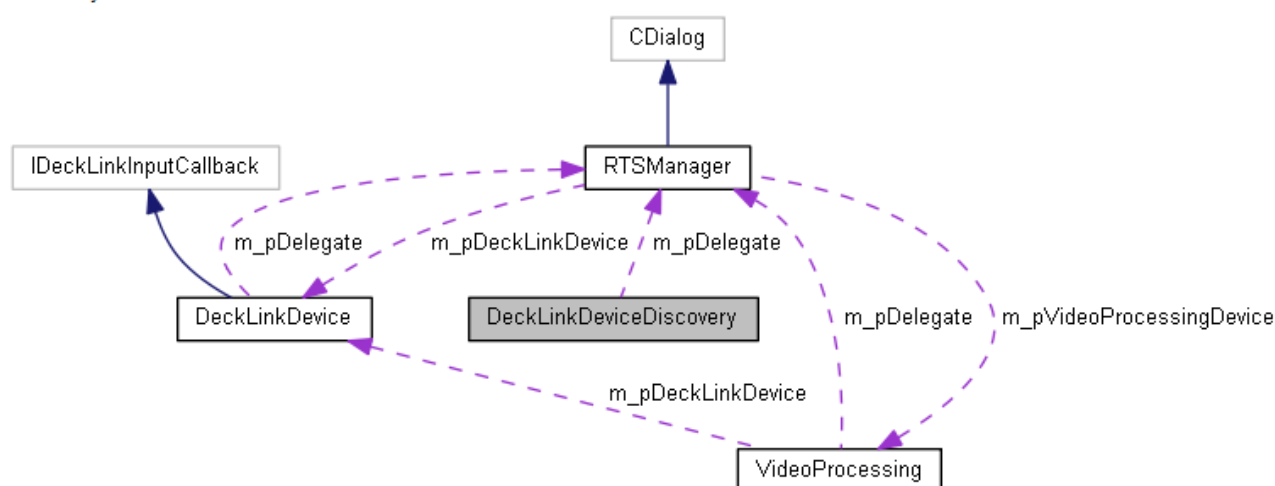 CDialog
IDeckLinkInputCallback
RTSManager
m_pDelegate
m_pDeckLinkDevice
m_pDelegate
DeckLinkDevice
DeckLinkDeviceDiscovery
m_pDelegate
m_pVideoProcessingDevice
m_pDeckLinkDevice
VideoProcessing